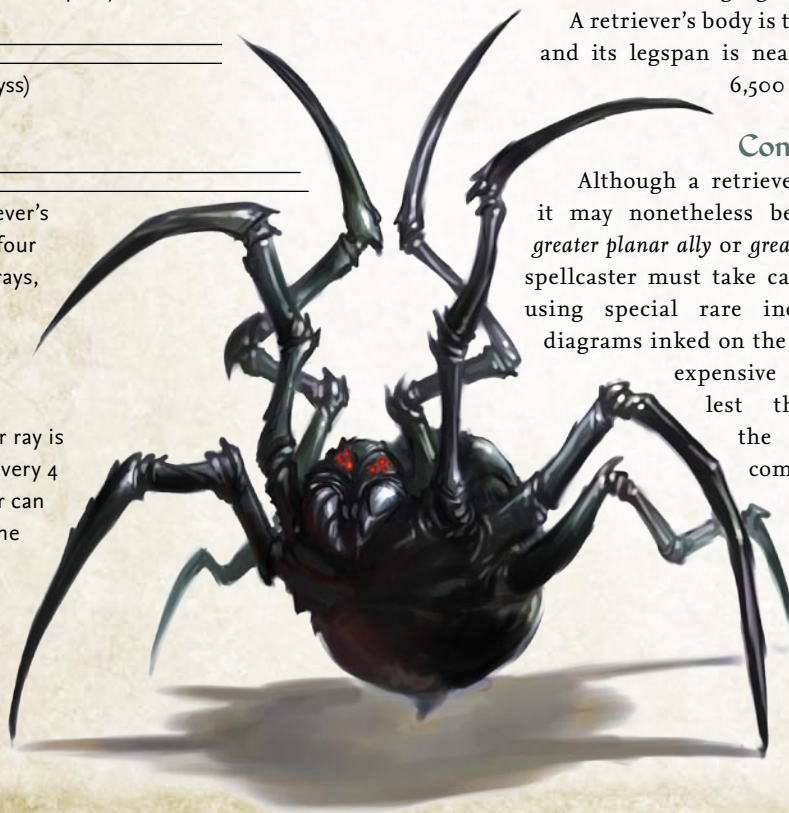 yss)
ever's
four
rays,
r ray is
very 4
r can
ne
A retriever's body is t
and its legspan is nea
6,500
Con
Although a retrieve
it may nonetheless be
greater planar ally or grea
spellcaster must take ca
using special rare in
diagrams inked on the
expensive
lest th
the
com